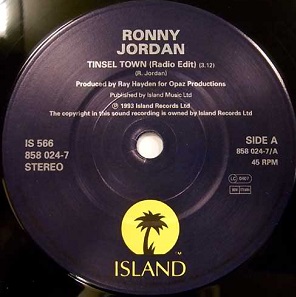 RONNY
JORDAN
TINSEL TOWN (Radio Edit) (3.12)
(R. Jordan)
Produced by Ray Hayden for Opaz Productions
Published by Island Music Ltd
℗ 1993 Island Records Ltd
The copyright in this sound recording is owned by Island Records Ltd
IS 566
858 024-7
STEREO
SIDE A
858 024-7/A
45 RPM
LC 0407
ISLAND